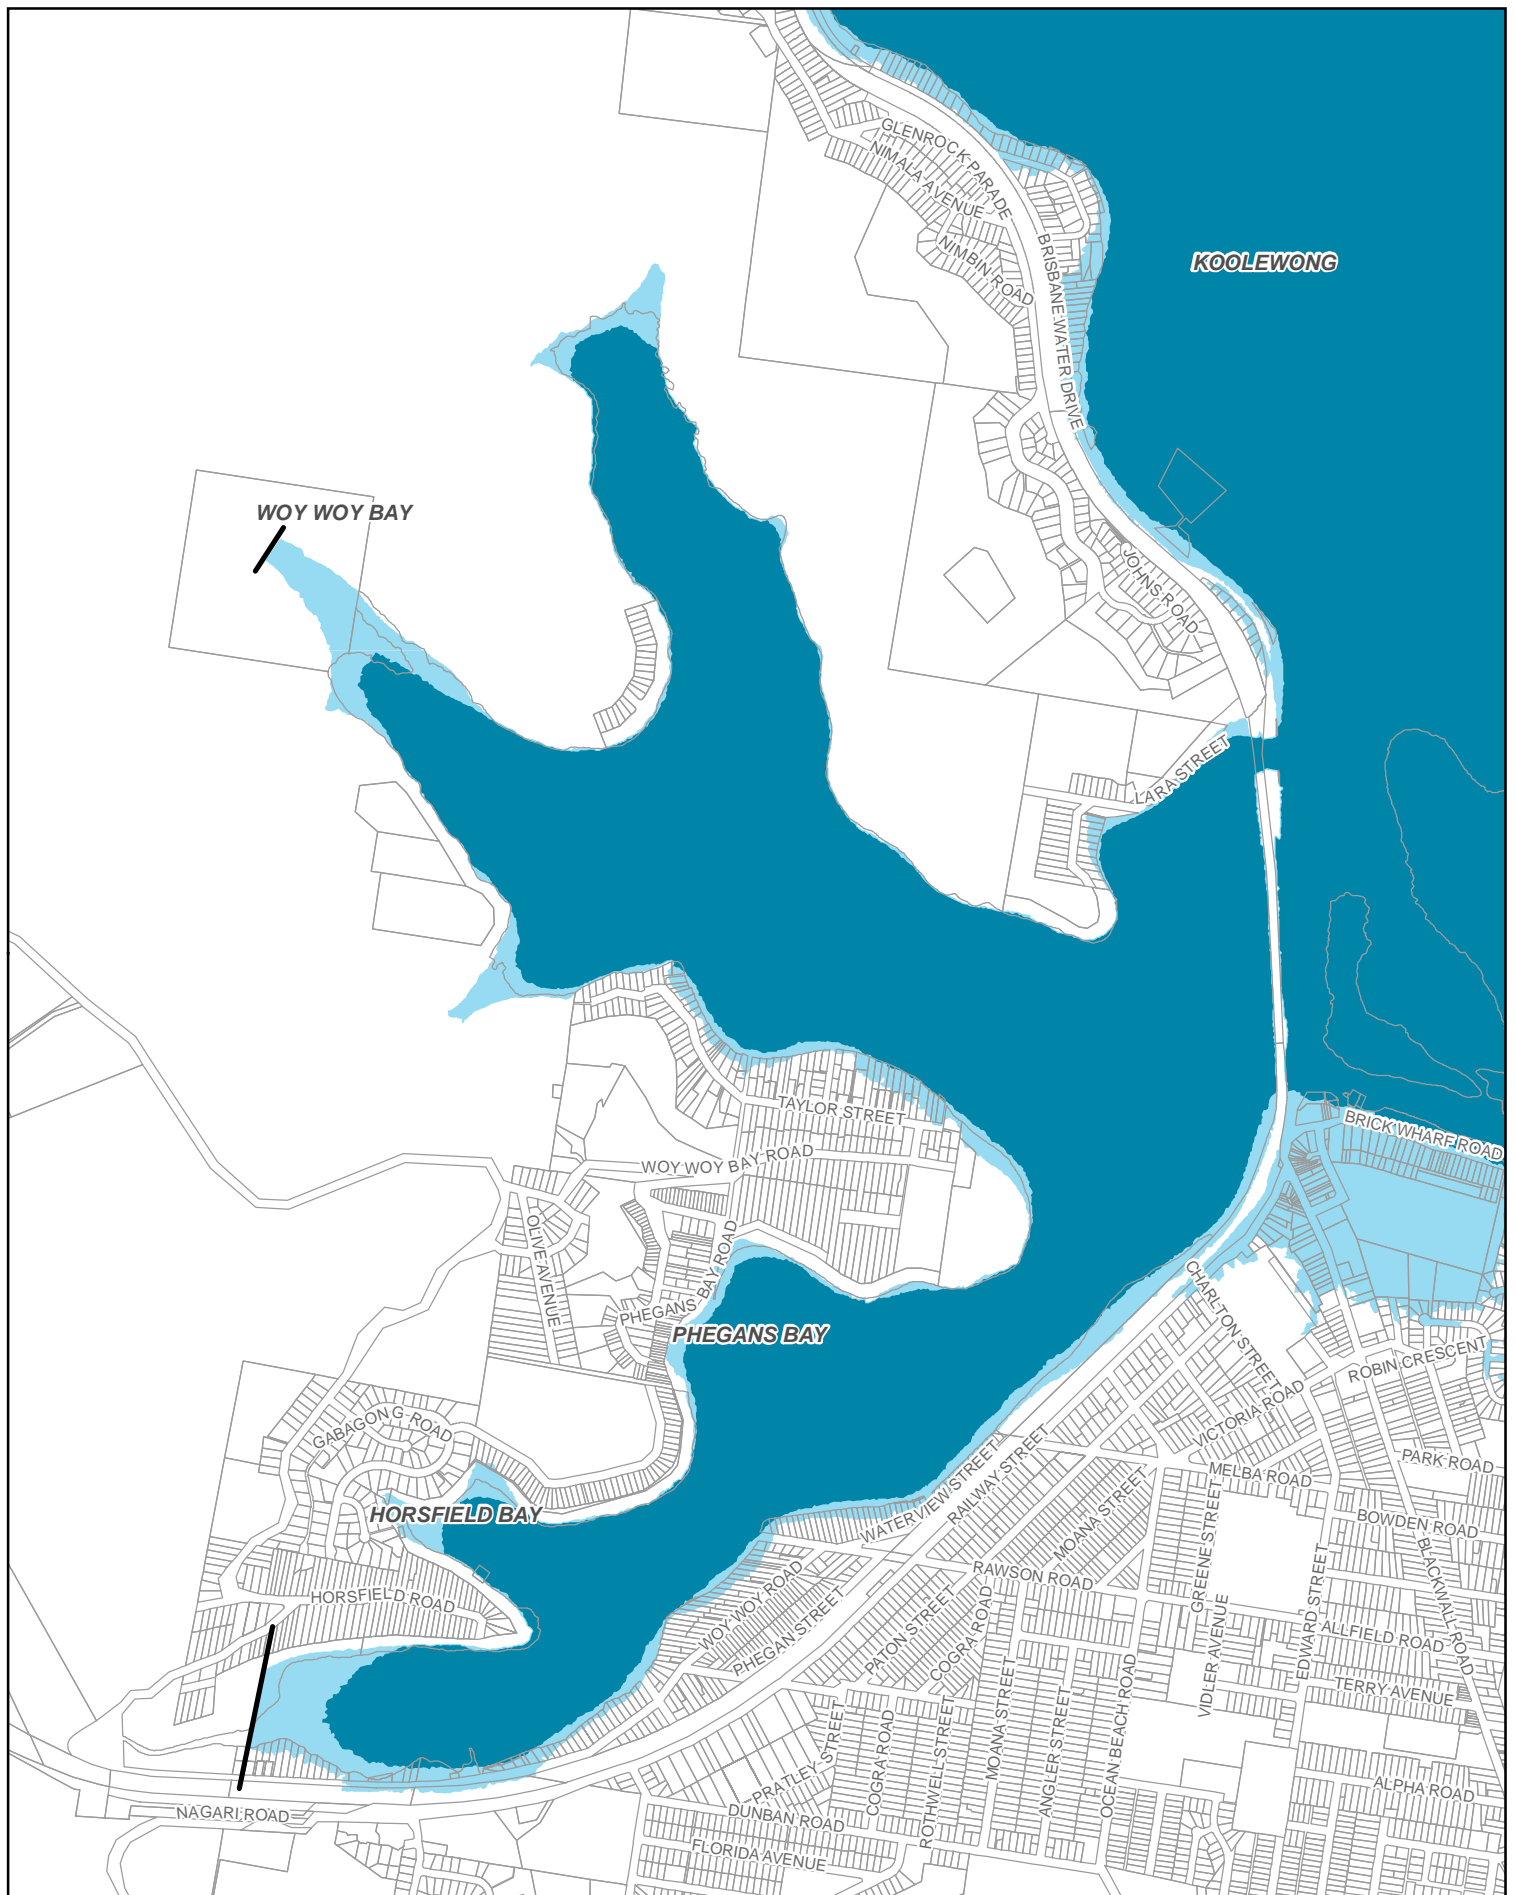 GLENROCK PARADE
NIMALA AVENUE
NIMBIN ROAD
BRISBANE WATER DRIVE
KOOLEWONG
WOY WOY BAY
JOHNS ROAD
LARA STREET
TAYLOR STREET
BRICK WHARF ROAD
WOY WOY BAY ROAD
OLIVE AVENUE
PHEGANS BAY ROAD
PHEGANS BAY
CHARLTON STREET
ROBIN CRESCENT
VICTORIA ROAD
GABAGONG ROAD
PARK ROAD
MELBA ROAD
HORSFIELD BAY
WATERVIEW STREET
RAILWAY STREET
MOANA STREET
GREENE STREET
BOWDEN ROAD
BLACKWALL ROAD
EDWARD STREET
RAWSON ROAD
HORSFIELD ROAD
WOY WOY ROAD
PHEGAN STREET
PATON STREET
COGRA ROAD
VIDLER AVENUE
ALLFIELD ROAD
TERRY AVENUE
MOANA STREET
ANGLER STREET
OCEAN BEACH ROAD
PRATLEY STREET
COGRA ROAD
ROTHWELL STREET
ALPHA ROAD
NAGARI ROAD
DUNBAN ROAD
FLORIDA AVENUE